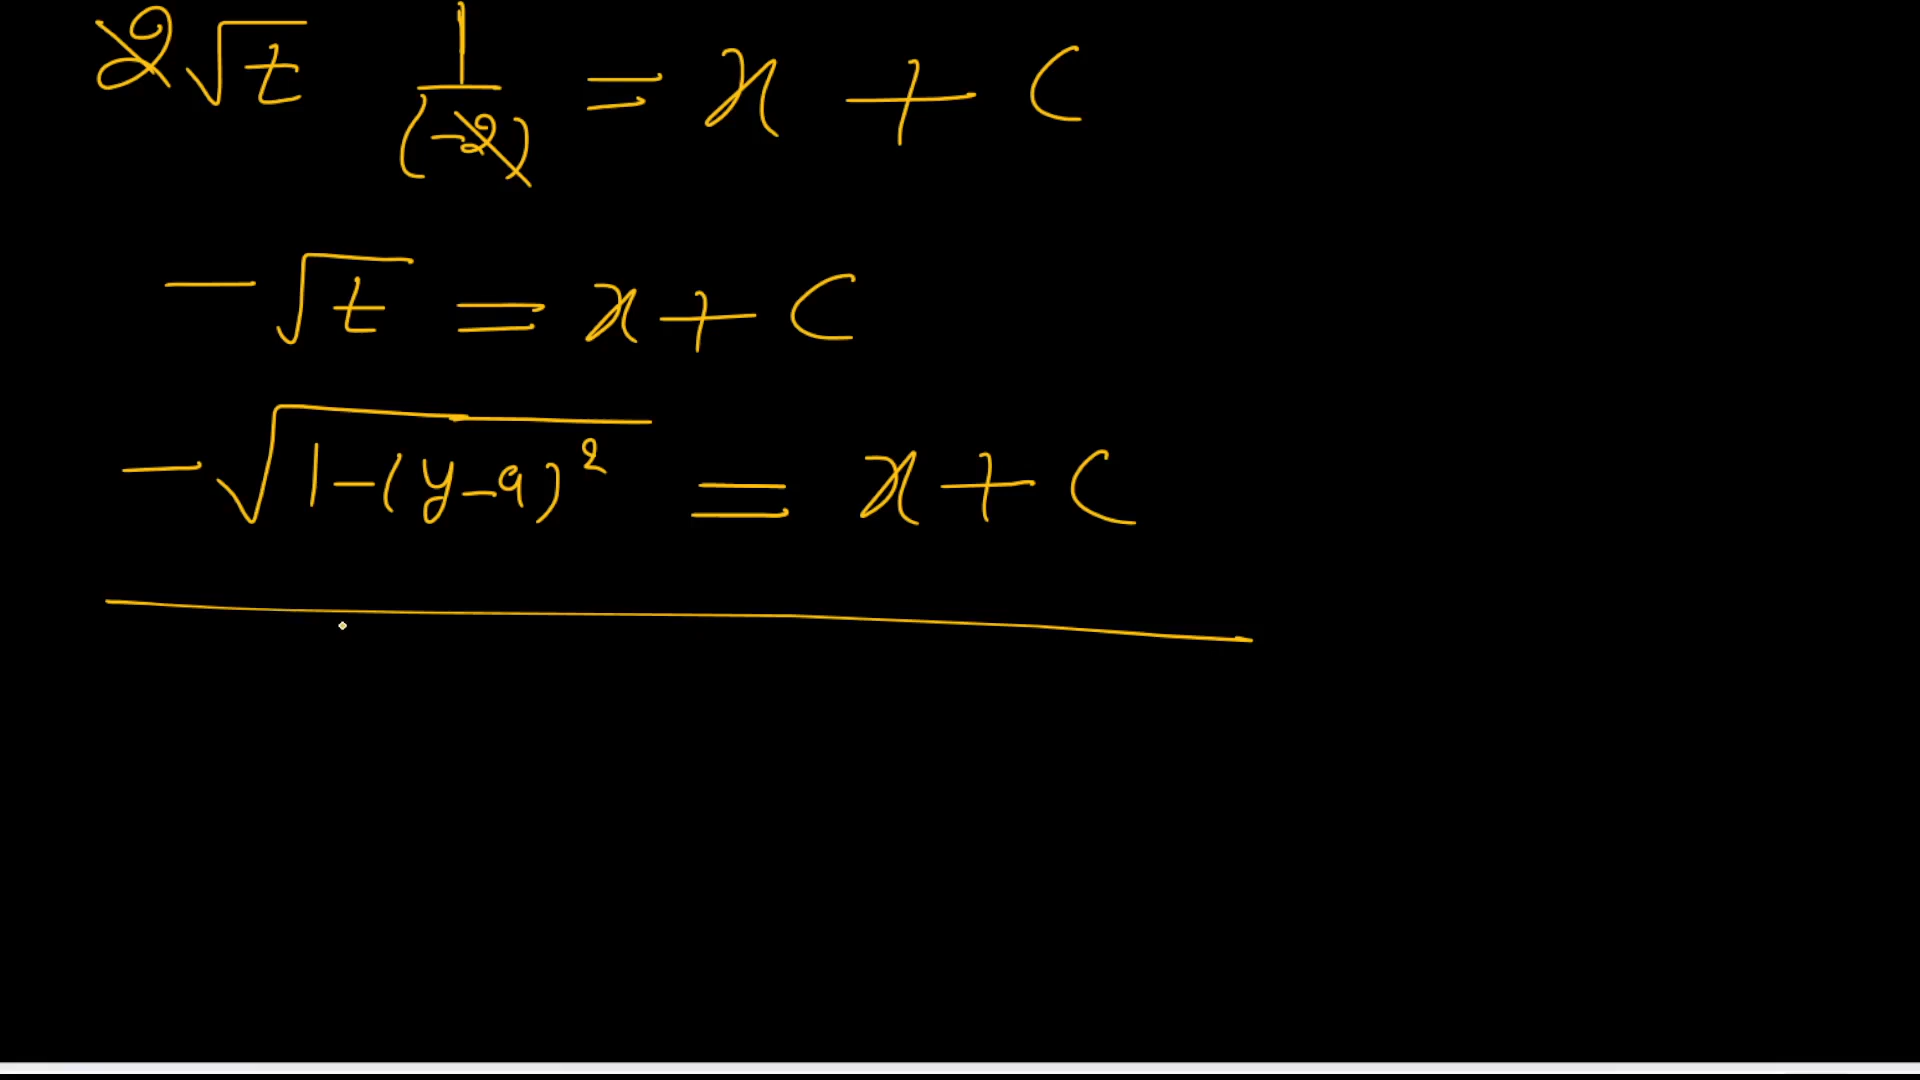 2√t 1/(-2) = x + C
-√t = x + C
-√(1-(y-9)²) = x + C